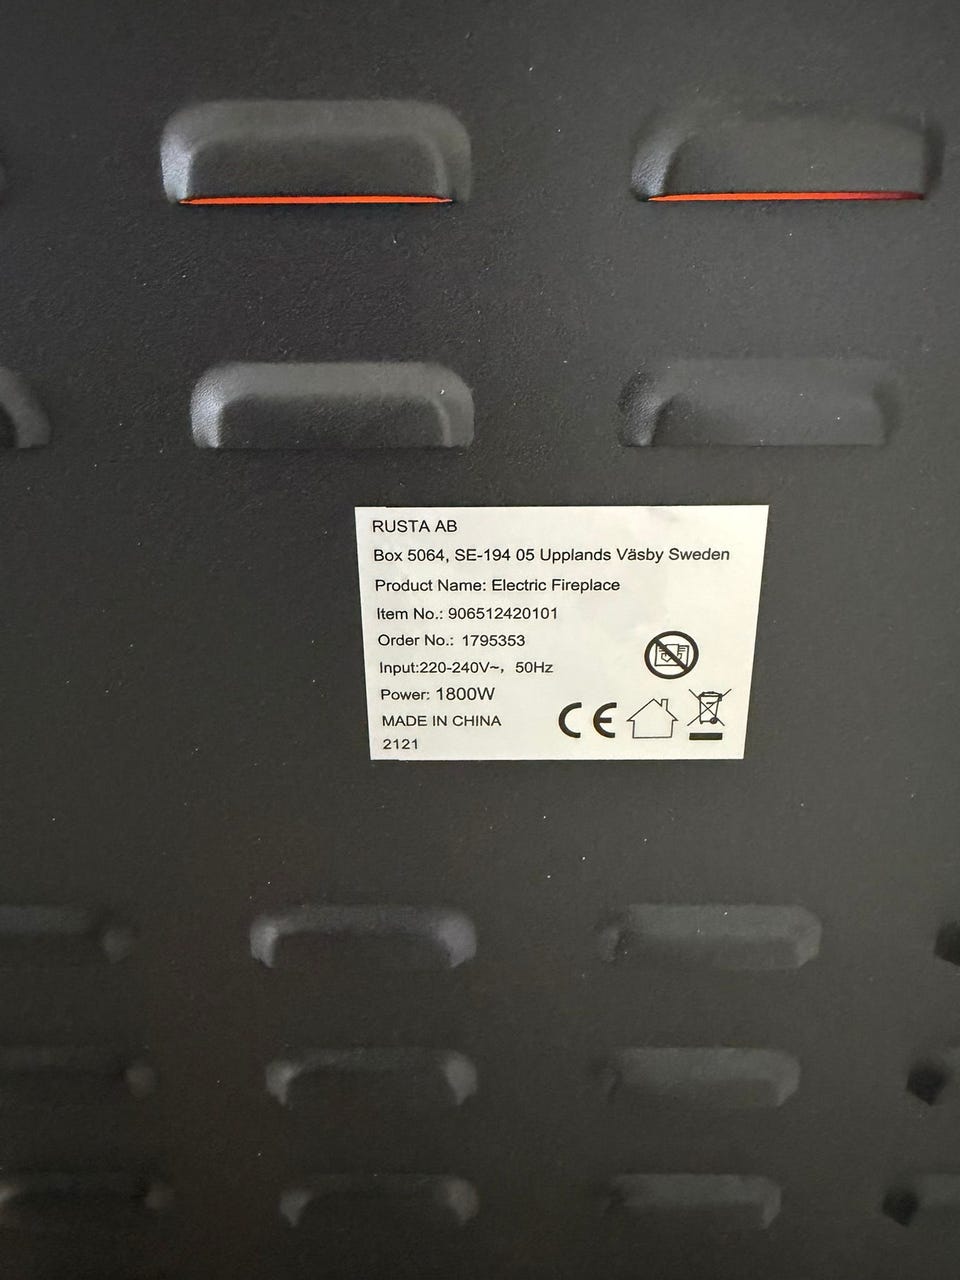 RUSTA AB
Box 5064, SE-194 05 Upplands Väsby Sweden
Product Name: Electric Fireplace
Item No.: 906512420101
Order No.: 1795353
Input:220-240V~, 50Hz
Power: 1800W
MADE IN CHINA
2121
CE